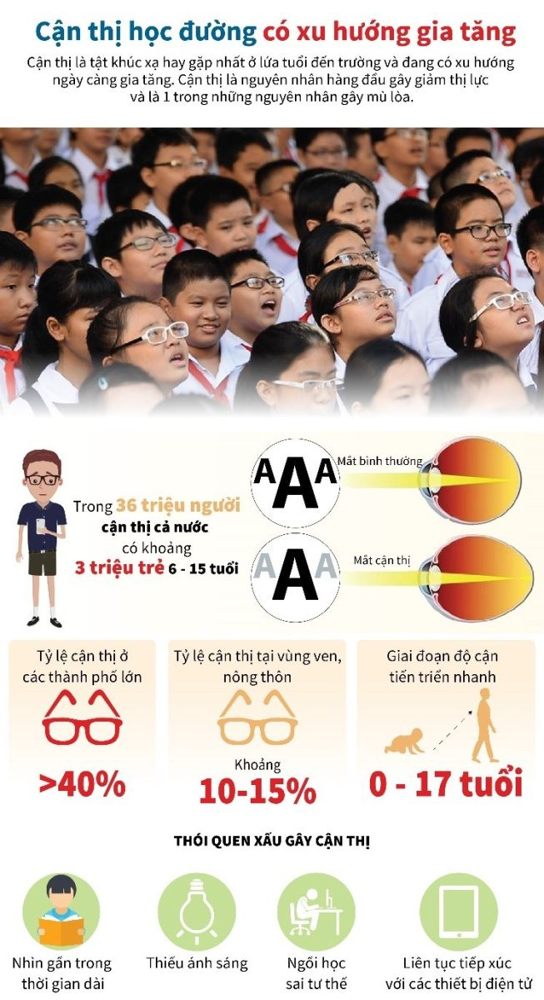 Cận thị học đường có xu hướng gia tăng
Cận thị là tật khúc xạ hay gặp nhất ở lứa tuổi đến trường và đang có xu hướng
ngày càng gia tăng. Cận thị là nguyên nhân hàng đầu gây giảm thị lực
và là 1 trong những nguyên nhân gây mù lòa.
Trong 36 triệu người
cận thị cả nước
có khoảng
3 triệu trẻ 6 - 15 tuổi
AAA
Mắt bình thường
AAA
Mắt cận thị
Tỷ lệ cận thị ở
các thành phố lớn
>40%
Tỷ lệ cận thị tại vùng ven,
nông thôn
Khoảng
10-15%
Giai đoạn độ cận
tiến triển nhanh
0 - 17 tuổi
THÓI QUEN XẤU GÂY CẬN THỊ
Nhìn gần trong
thời gian dài
Thiếu ánh sáng
Ngồi học
sai tư thế
Liên tục tiếp xúc
với các thiết bị điện tử